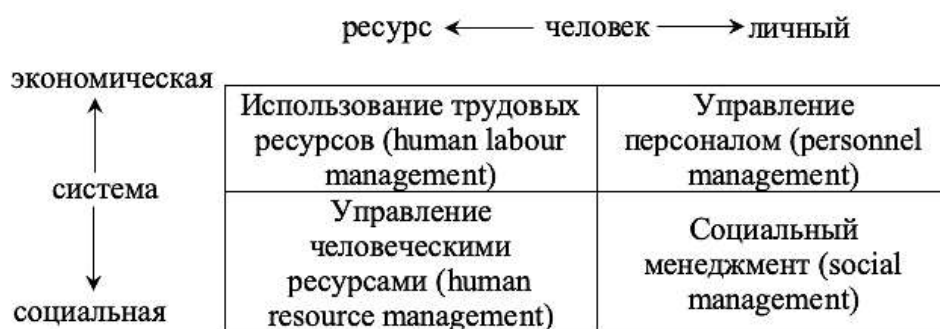 ресурс человек личный
экономическая
Использование трудовых
ресурсов (human labour
management)
Управление
персоналом (personnel
management)
система
Управление
человеческими
ресурсами (human
resource management)
Социальный
менеджмент (social
management)
социальная